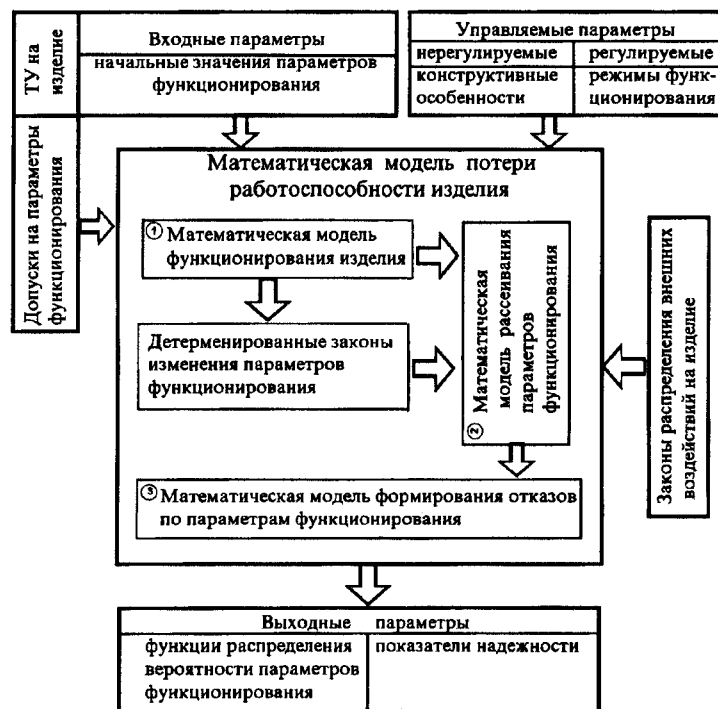 ТУ на
изделие
Входные параметры
начальные значения параметров
функционирования
Управляемые параметры
нерегулируемые
регулируемые
конструктивные
особенности
режимы функ-
ционирования
Допуски на параметры
функционирования
Математическая модель потери
работоспособности изделия
① Математическая модель
функционирования изделия
Детерменированные законы
изменения параметров
функционирования
② Математическая
модель рассеивания
параметров
функционирования
③ Математическая модель формирования отказов
по параметрам функционирования
Законы распределения внешних
воздействий на изделие
Выходные параметры
функции распределения
вероятности параметров
функционирования
показатели надежности